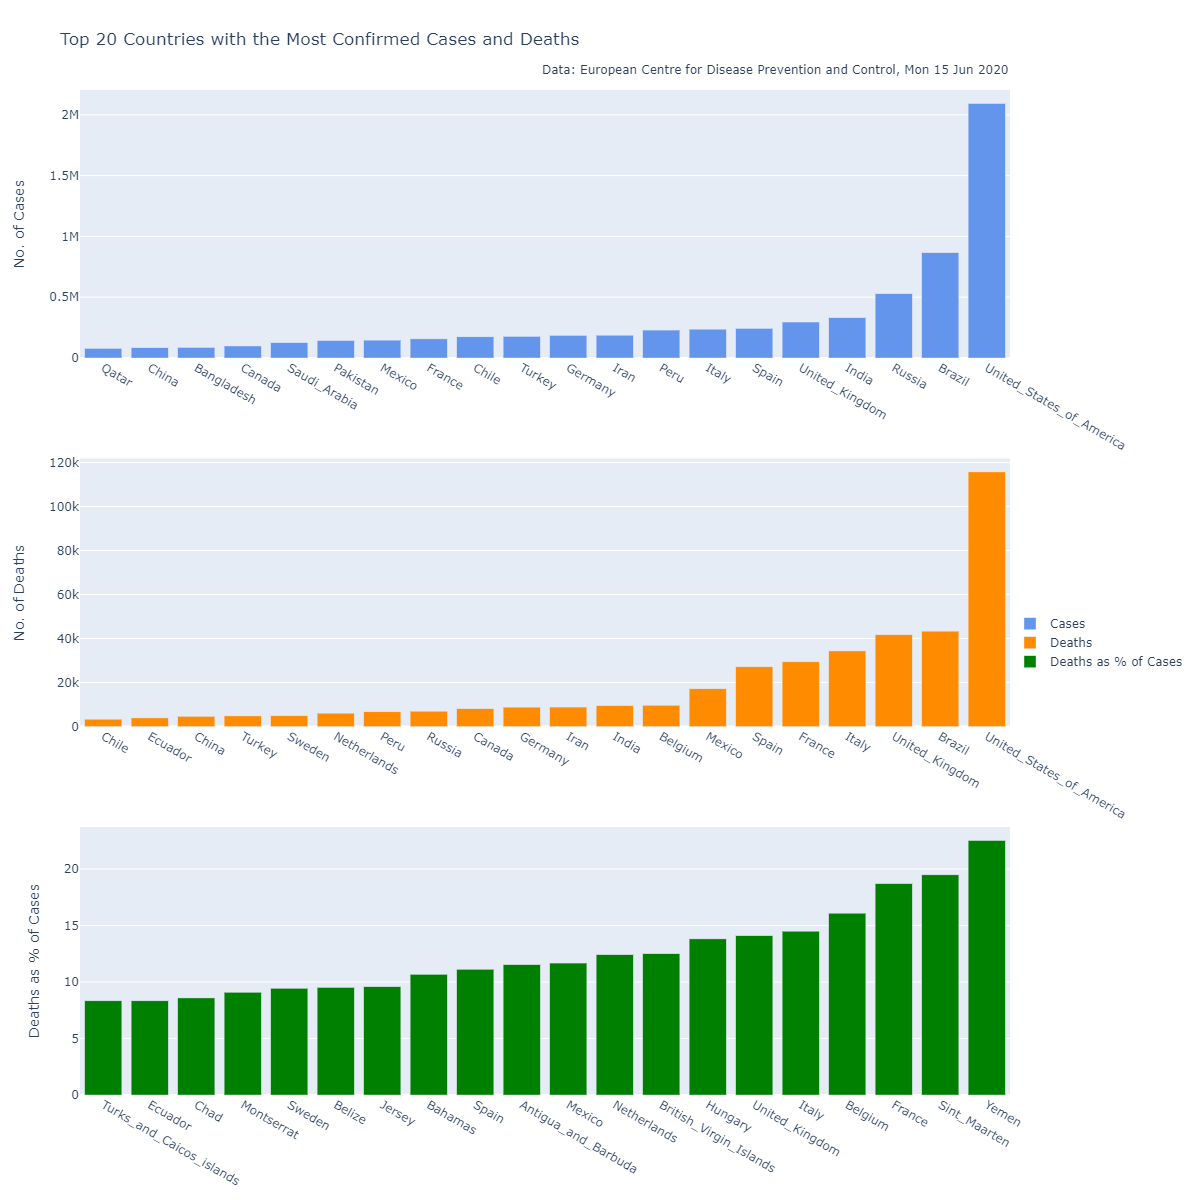 Top 20 Countries with the Most Confirmed Cases and Deaths
Data: European Centre for Disease Prevention and Control, Mon 15 Jun 2020
No. of Cases
2M
1.5M
1M
0.5M
0
Qatar
China
Bangladesh
Canada
Saudi_Arabia
Pakistan
Mexico
France
Chile
Turkey
Germany
Iran
Peru
Italy
Spain
United_Kingdom
India
Russia
Brazil
United_States_of_America
No. of Deaths
120k
100k
80k
60k
40k
20k
0
Chile
Ecuador
China
Turkey
Sweden
Netherlands
Peru
Russia
Canada
Germany
Iran
India
Belgium
Mexico
Spain
France
Italy
United_Kingdom
Brazil
United_States_of_America
Cases
Deaths
Deaths as % of Cases
Deaths as % of Cases
20
15
10
5
0
Turks_and_Caicos_islands
Ecuador
Chad
Montserrat
Sweden
Belize
Jersey
Bahamas
Spain
Antigua_and_Barbuda
Mexico
Netherlands
British_Virgin_Islands
Hungary
United_Kingdom
Italy
Belgium
France
Sint_Maarten
Yemen